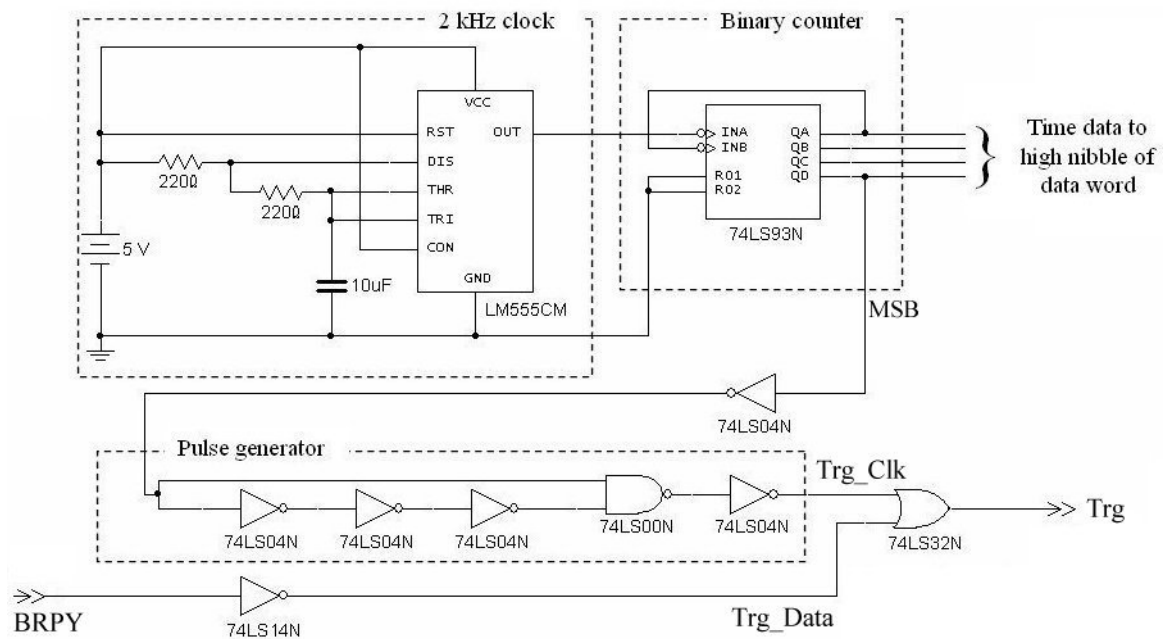 2 kHz clock
Binary counter
VCC
RST
OUT
DIS
THR
TRI
CON
GND
220Ω
220Ω
5 V
10uF
LM555CM
INA
INB
RO1
RO2
QA
QB
QC
QD
74LS93N
Time data to
high nibble of
data word
MSB
74LS04N
Pulse generator
74LS04N
74LS04N
74LS04N
74LS00N
74LS04N
Trg_Clk
74LS32N
Trg
BRPY
74LS14N
Trg_Data